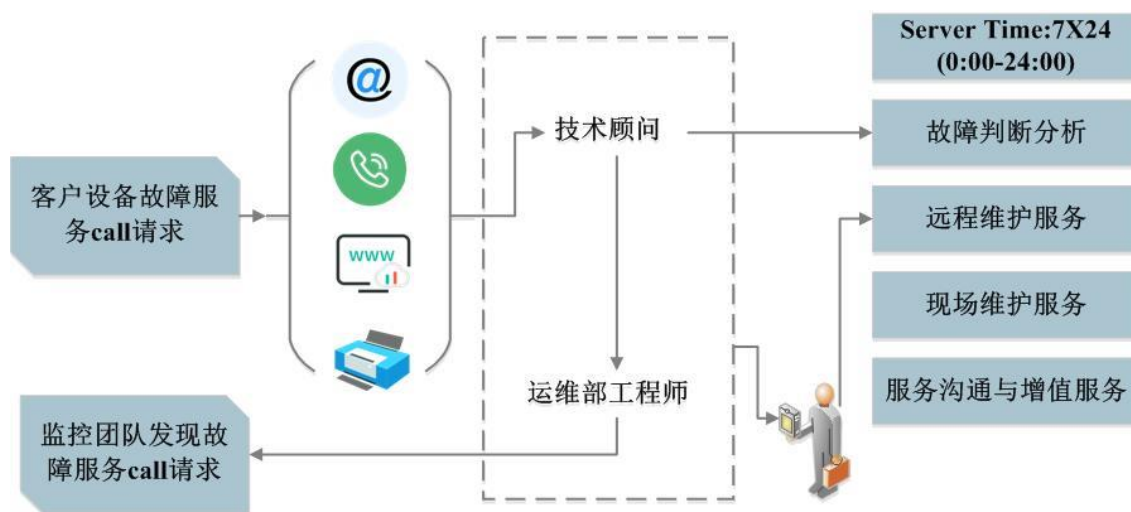 客户设备故障服
务call请求
监控团队发现故
障服务call请求
@
www
技术顾问
运维部工程师
Server Time:7X24
(0:00-24:00)
故障判断分析
远程维护服务
现场维护服务
服务沟通与增值服务